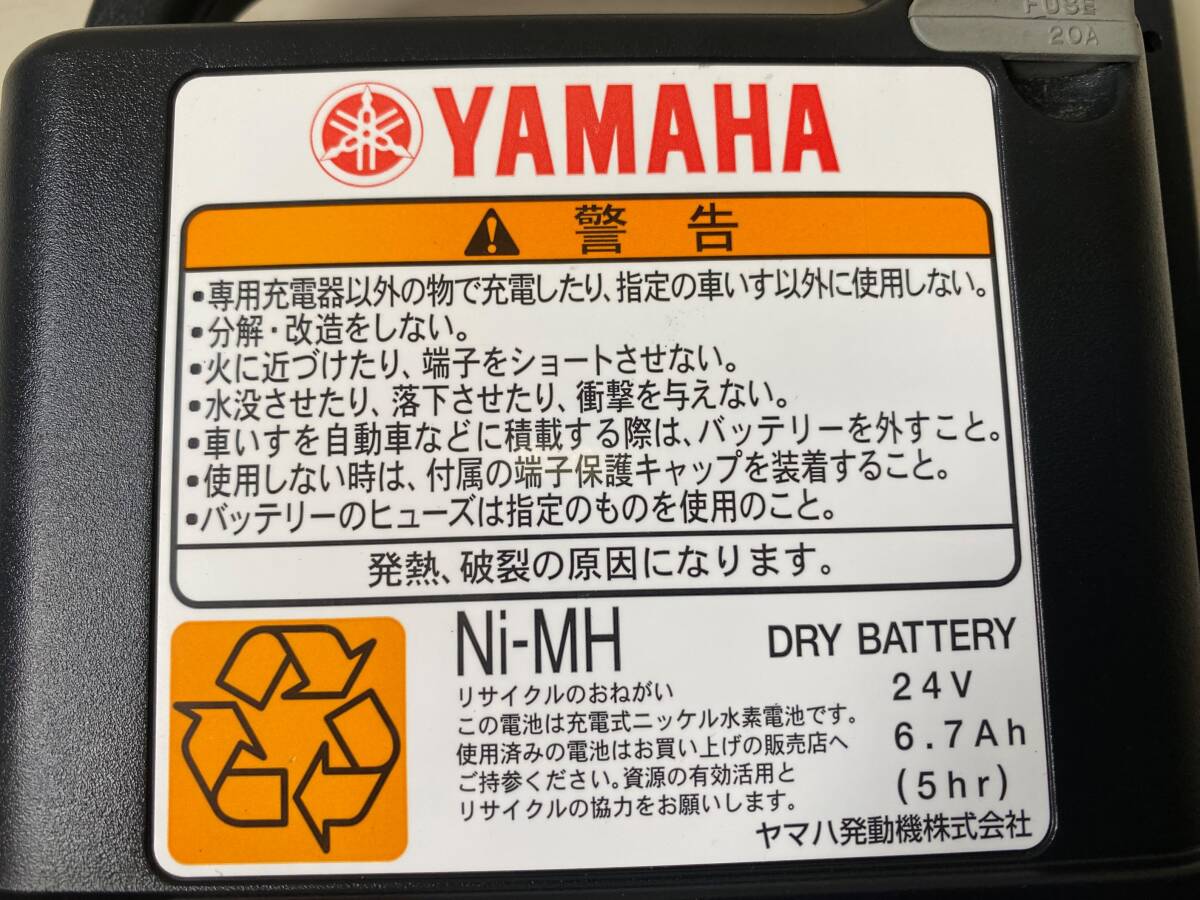 FUSE
20A
YAMAHA
警 告
・専用充電器以外の物で充電したり、指定の車いす以外に使用しない。
・分解・改造をしない。
・火に近づけたり、端子をショートさせない。
・水没させたり、落下させたり、衝撃を与えない。
・車いすを自動車などに積載する際は、バッテリーを外すこと。
・使用しない時は、付属の端子保護キャップを装着すること。
・バッテリーのヒューズは指定のものを使用のこと。
発熱、破裂の原因になります。
Ni-MH
リサイクルのおねがい
この電池は充電式ニッケル水素電池です。
使用済みの電池はお買い上げの販売店へ
ご持参ください。資源の有効活用と
リサイクルの協力をお願いします。
DRY BATTERY
24V
6.7Ah
(5hr)
ヤマハ発動機株式会社